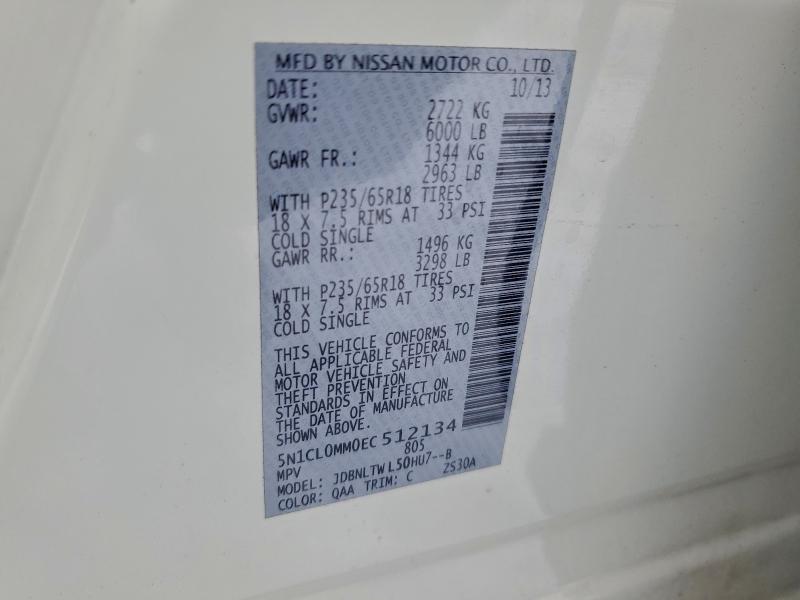 MFD BY NISSAN MOTOR CO., LTD.
DATE: 10/13
GVWR: 2722 KG
6000 LB
GAWR FR.: 1344 KG
2963 LB
WITH P235/65R18 TIRES
18 X 7.5 RIMS AT 33 PSI
COLD SINGLE
GAWR RR.: 1496 KG
3298 LB
WITH P235/65R18 TIRES
18 X 7.5 RIMS AT 33 PSI
COLD SINGLE
THIS VEHICLE CONFORMS TO
ALL APPLICABLE FEDERAL
MOTOR VEHICLE SAFETY AND
THEFT PREVENTION
STANDARDS IN EFFECT ON
THE DATE OF MANUFACTURE
SHOWN ABOVE.
5N1CL0MM0EC512134
MPV 805
MODEL: JDBNLTWL50HU7--B
COLOR: QAA TRIM: C ZS30A